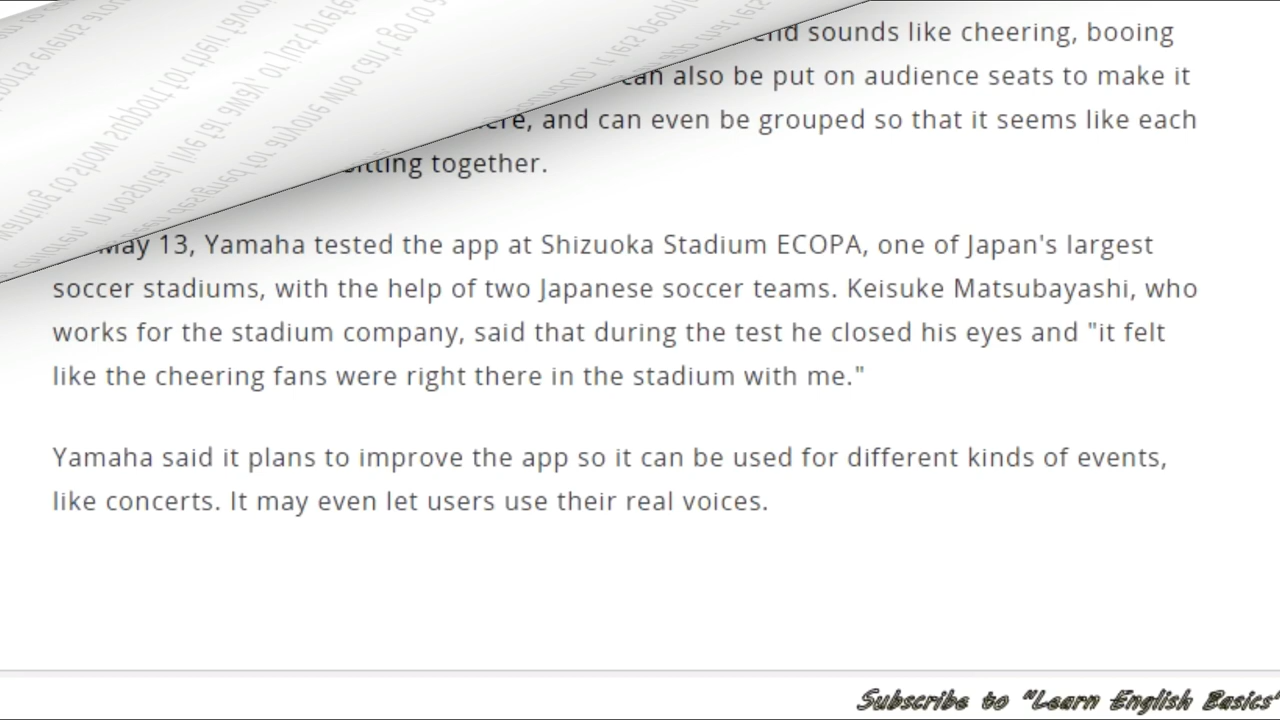 sounds like cheering, booing
can also be put on audience seats to make it
and can even be grouped so that it seems like each
sitting together.
May 13, Yamaha tested the app at Shizuoka Stadium ECOPA, one of Japan's largest
soccer stadiums, with the help of two Japanese soccer teams. Keisuke Matsubayashi, who
works for the stadium company, said that during the test he closed his eyes and "it felt
like the cheering fans were right there in the stadium with me."
Yamaha said it plans to improve the app so it can be used for different kinds of events,
like concerts. It may even let users use their real voices.
Subscribe to "Learn English Basics"